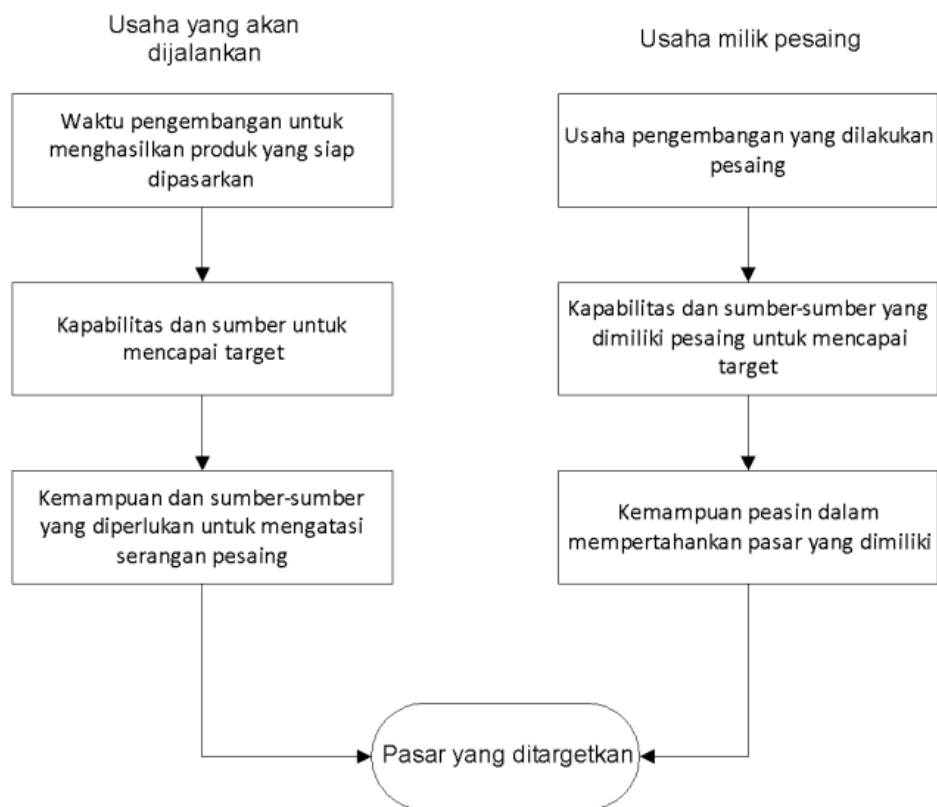 Usaha yang akan
dijalankan
Usaha milik pesaing
Waktu pengembangan untuk
menghasilkan produk yang siap
dipasarkan
Usaha pengembangan yang dilakukan
pesaing
Kapabilitas dan sumber untuk
mencapai target
Kapabilitas dan sumber-sumber yang
dimiliki pesaing untuk mencapai
target
Kemampuan dan sumber-sumber
yang diperlukan untuk mengatasi
serangan pesaing
Kemampuan peasin dalam
mempertahankan pasar yang dimiliki
Pasar yang ditargetkan